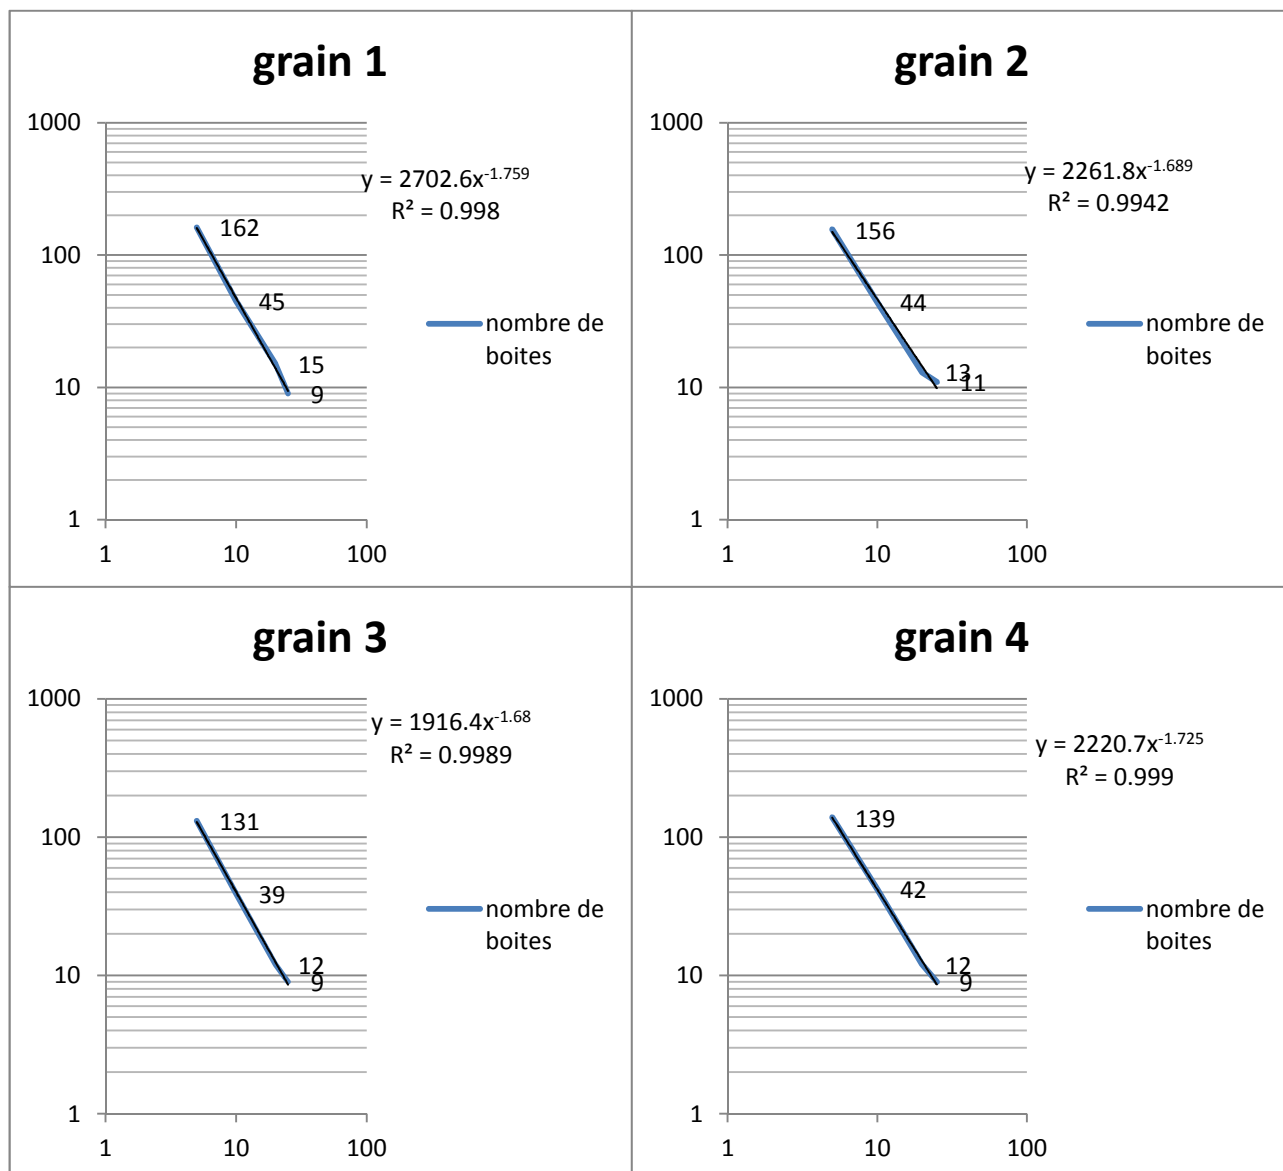 grain 1
1000
y = 2702.6x-1.759
R² = 0.998
162
100
45
nombre de
boites
15
10
9
1
1 10 100
grain 2
1000
y = 2261.8x-1.689
R² = 0.9942
156
100
44
nombre de
boites
13
10
11
1
1 10 100
grain 3
1000
y = 1916.4x-1.68
R² = 0.9989
131
100
39
nombre de
boites
12
10
9
1
1 10 100
grain 4
1000
y = 2220.7x-1.725
R² = 0.999
139
100
42
nombre de
boites
12
10
9
1
1 10 100